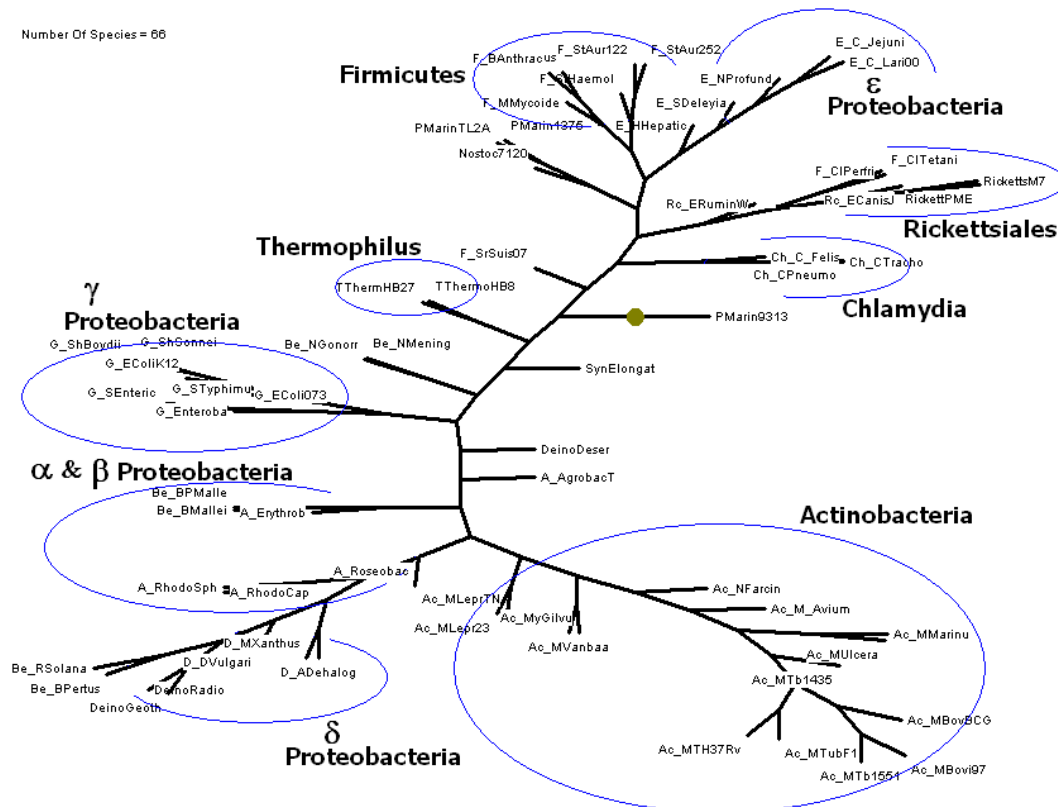 Number Of Species = 66
Firmicutes
F_BAnthracus
F_StAur122
F_StAur252
E_C_Jejuni
E_C_Lari00
E_NProfund
ε
Proteobacteria
F_MMycoide
E_SDeleyia
PMarinTL2A
PMarin4375
E_HHepatic
Nostoc7120
F_ClPerfri
F_ClTetani
Rc_ERuminW
Rc_ECanisJ
RickettsM7
RickettPME
Rickettsiales
Thermophilus
F_SrSuis07
Ch_C_Felis
Ch_CTracho
Ch_CPneumo
Chlamydia
TThermHB27
TThermoHB8
γ
Proteobacteria
PMarin9313
G_ShBoydii
G_ShSonnei
Be_NGonorr
Be_NMening
G_EColiK12
SynElongat
G_SEnteric
G_STyphimu
G_EColi073
G_Enteroba
DeinoDeser
α & β Proteobacteria
A_AgrobacT
Be_BPMalle
Be_BMallei
A_Erythrob
Actinobacteria
A_Roseobac
A_RhodoSph
A_RhodoCap
Ac_MLeprTN
Ac_NFarcin
Ac_M_Avium
Ac_MLepr23
Ac_MyGilvu
Ac_MVanbaa
Ac_MMarinu
D_MXanthus
D_DVulgari
D_ADehalog
Be_RSolana
Be_BPertus
DeinoRadio
DeinoGeoth
Ac_MUlcera
Ac_MTb1435
δ
Proteobacteria
Ac_MBovBCG
Ac_MTH37Rv
Ac_MTubF1
Ac_MTb1551
Ac_MBovi97